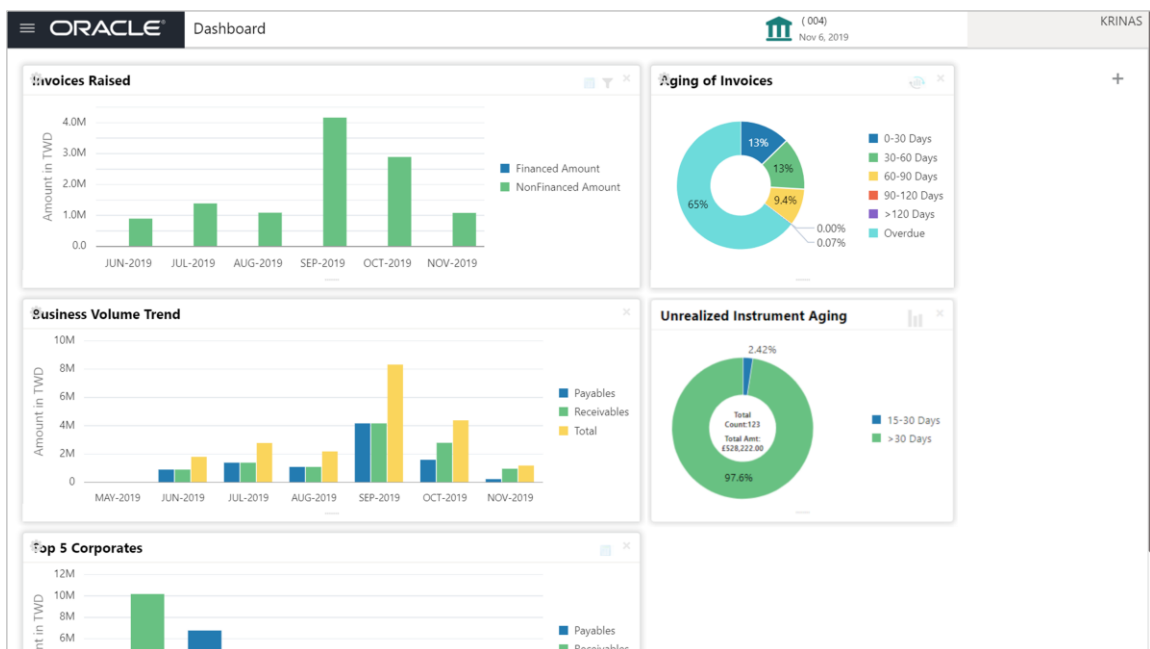 ORACLE® Dashboard ( 004) KRINAS
Nov 6, 2019
Invoices Raised
Amount in TWD
4.0M
3.0M
2.0M
1.0M
0.0
JUN-2019 JUL-2019 AUG-2019 SEP-2019 OCT-2019 NOV-2019
Financed Amount
NonFinanced Amount
Aging of Invoices
13%
13%
9.4%
65%
0.00%
0.07%
0-30 Days
30-60 Days
60-90 Days
90-120 Days
>120 Days
Overdue
Business Volume Trend
Amount in TWD
10M
8M
6M
4M
2M
0
MAY-2019 JUN-2019 JUL-2019 AUG-2019 SEP-2019 OCT-2019 NOV-2019
Payables
Receivables
Total
Unrealized Instrument Aging
2.42%
Total
Count:123
Total Amt:
£528,222.00
97.6%
15-30 Days
>30 Days
Top 5 Corporates
nt in TWD
12M
10M
8M
6M
Payables
Receivables